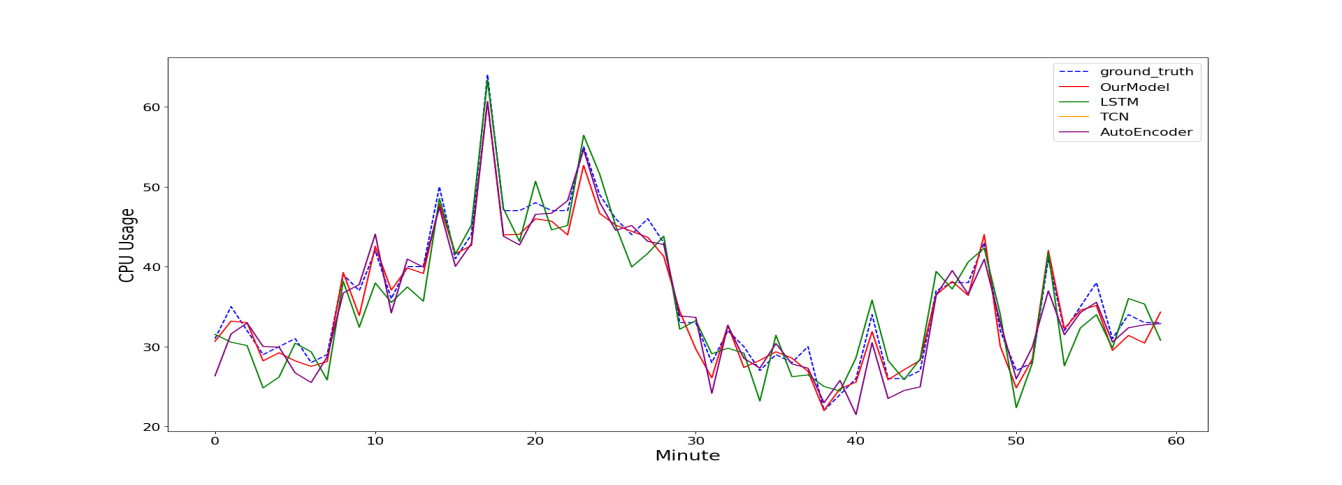 ground_truth
OurModel
LSTM
TCN
AutoEncoder
CPU Usage
60
50
40
30
20
0 10 20 30 40 50 60
Minute